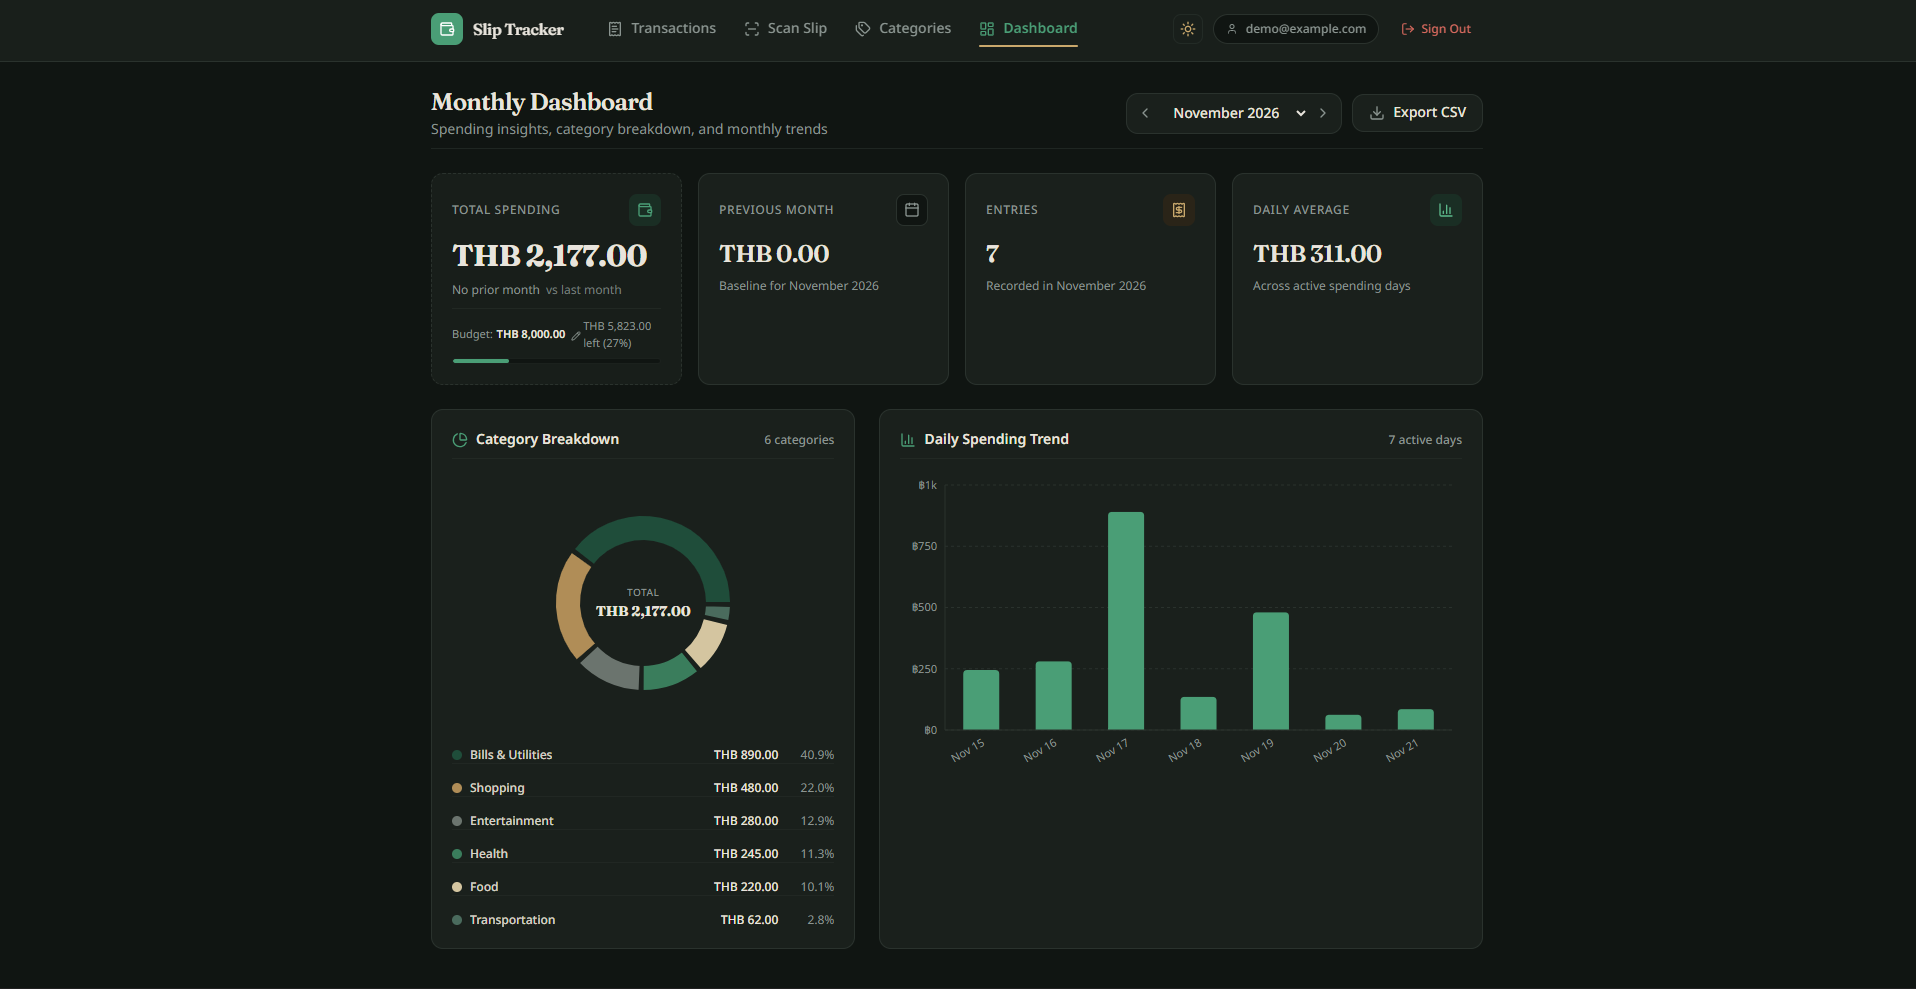 Slip Tracker
Transactions
Scan Slip
Categories
Dashboard
demo@example.com
Sign Out
Monthly Dashboard
Spending insights, category breakdown, and monthly trends
November 2026
Export CSV
TOTAL SPENDING
THB 2,177.00
No prior month vs last month
Budget: THB 8,000.00
THB 5,823.00
left (27%)
PREVIOUS MONTH
THB 0.00
Baseline for November 2026
ENTRIES
7
Recorded in November 2026
DAILY AVERAGE
THB 311.00
Across active spending days
Category Breakdown
6 categories
TOTAL
THB 2,177.00
Bills & Utilities THB 890.00 40.9%
Shopping THB 480.00 22.0%
Entertainment THB 280.00 12.9%
Health THB 245.00 11.3%
Food THB 220.00 10.1%
Transportation THB 62.00 2.8%
Daily Spending Trend
7 active days
฿1k
฿750
฿500
฿250
฿0
Nov 15
Nov 16
Nov 17
Nov 18
Nov 19
Nov 20
Nov 21